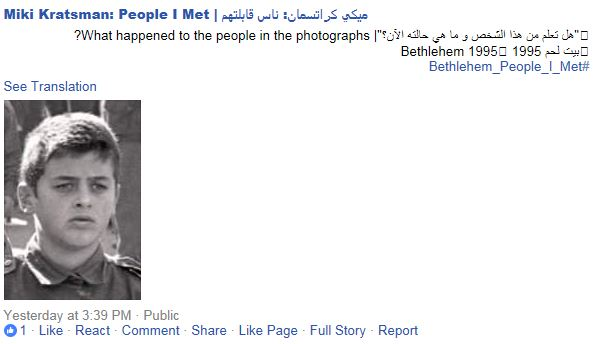 Miki Kratsman: People I Met | ميكي كراتسمان: ناس قابلتهم
"هل تعلم من هذا الشخص و ما هي حالته الآن؟"| What happened to the people in the photographs?
بيت لحم 1995 Bethlehem 1995
#Bethlehem_People_I_Met
See Translation
Yesterday at 3:39 PM · Public
1 · Like · React · Comment · Share · Like Page · Full Story · Report